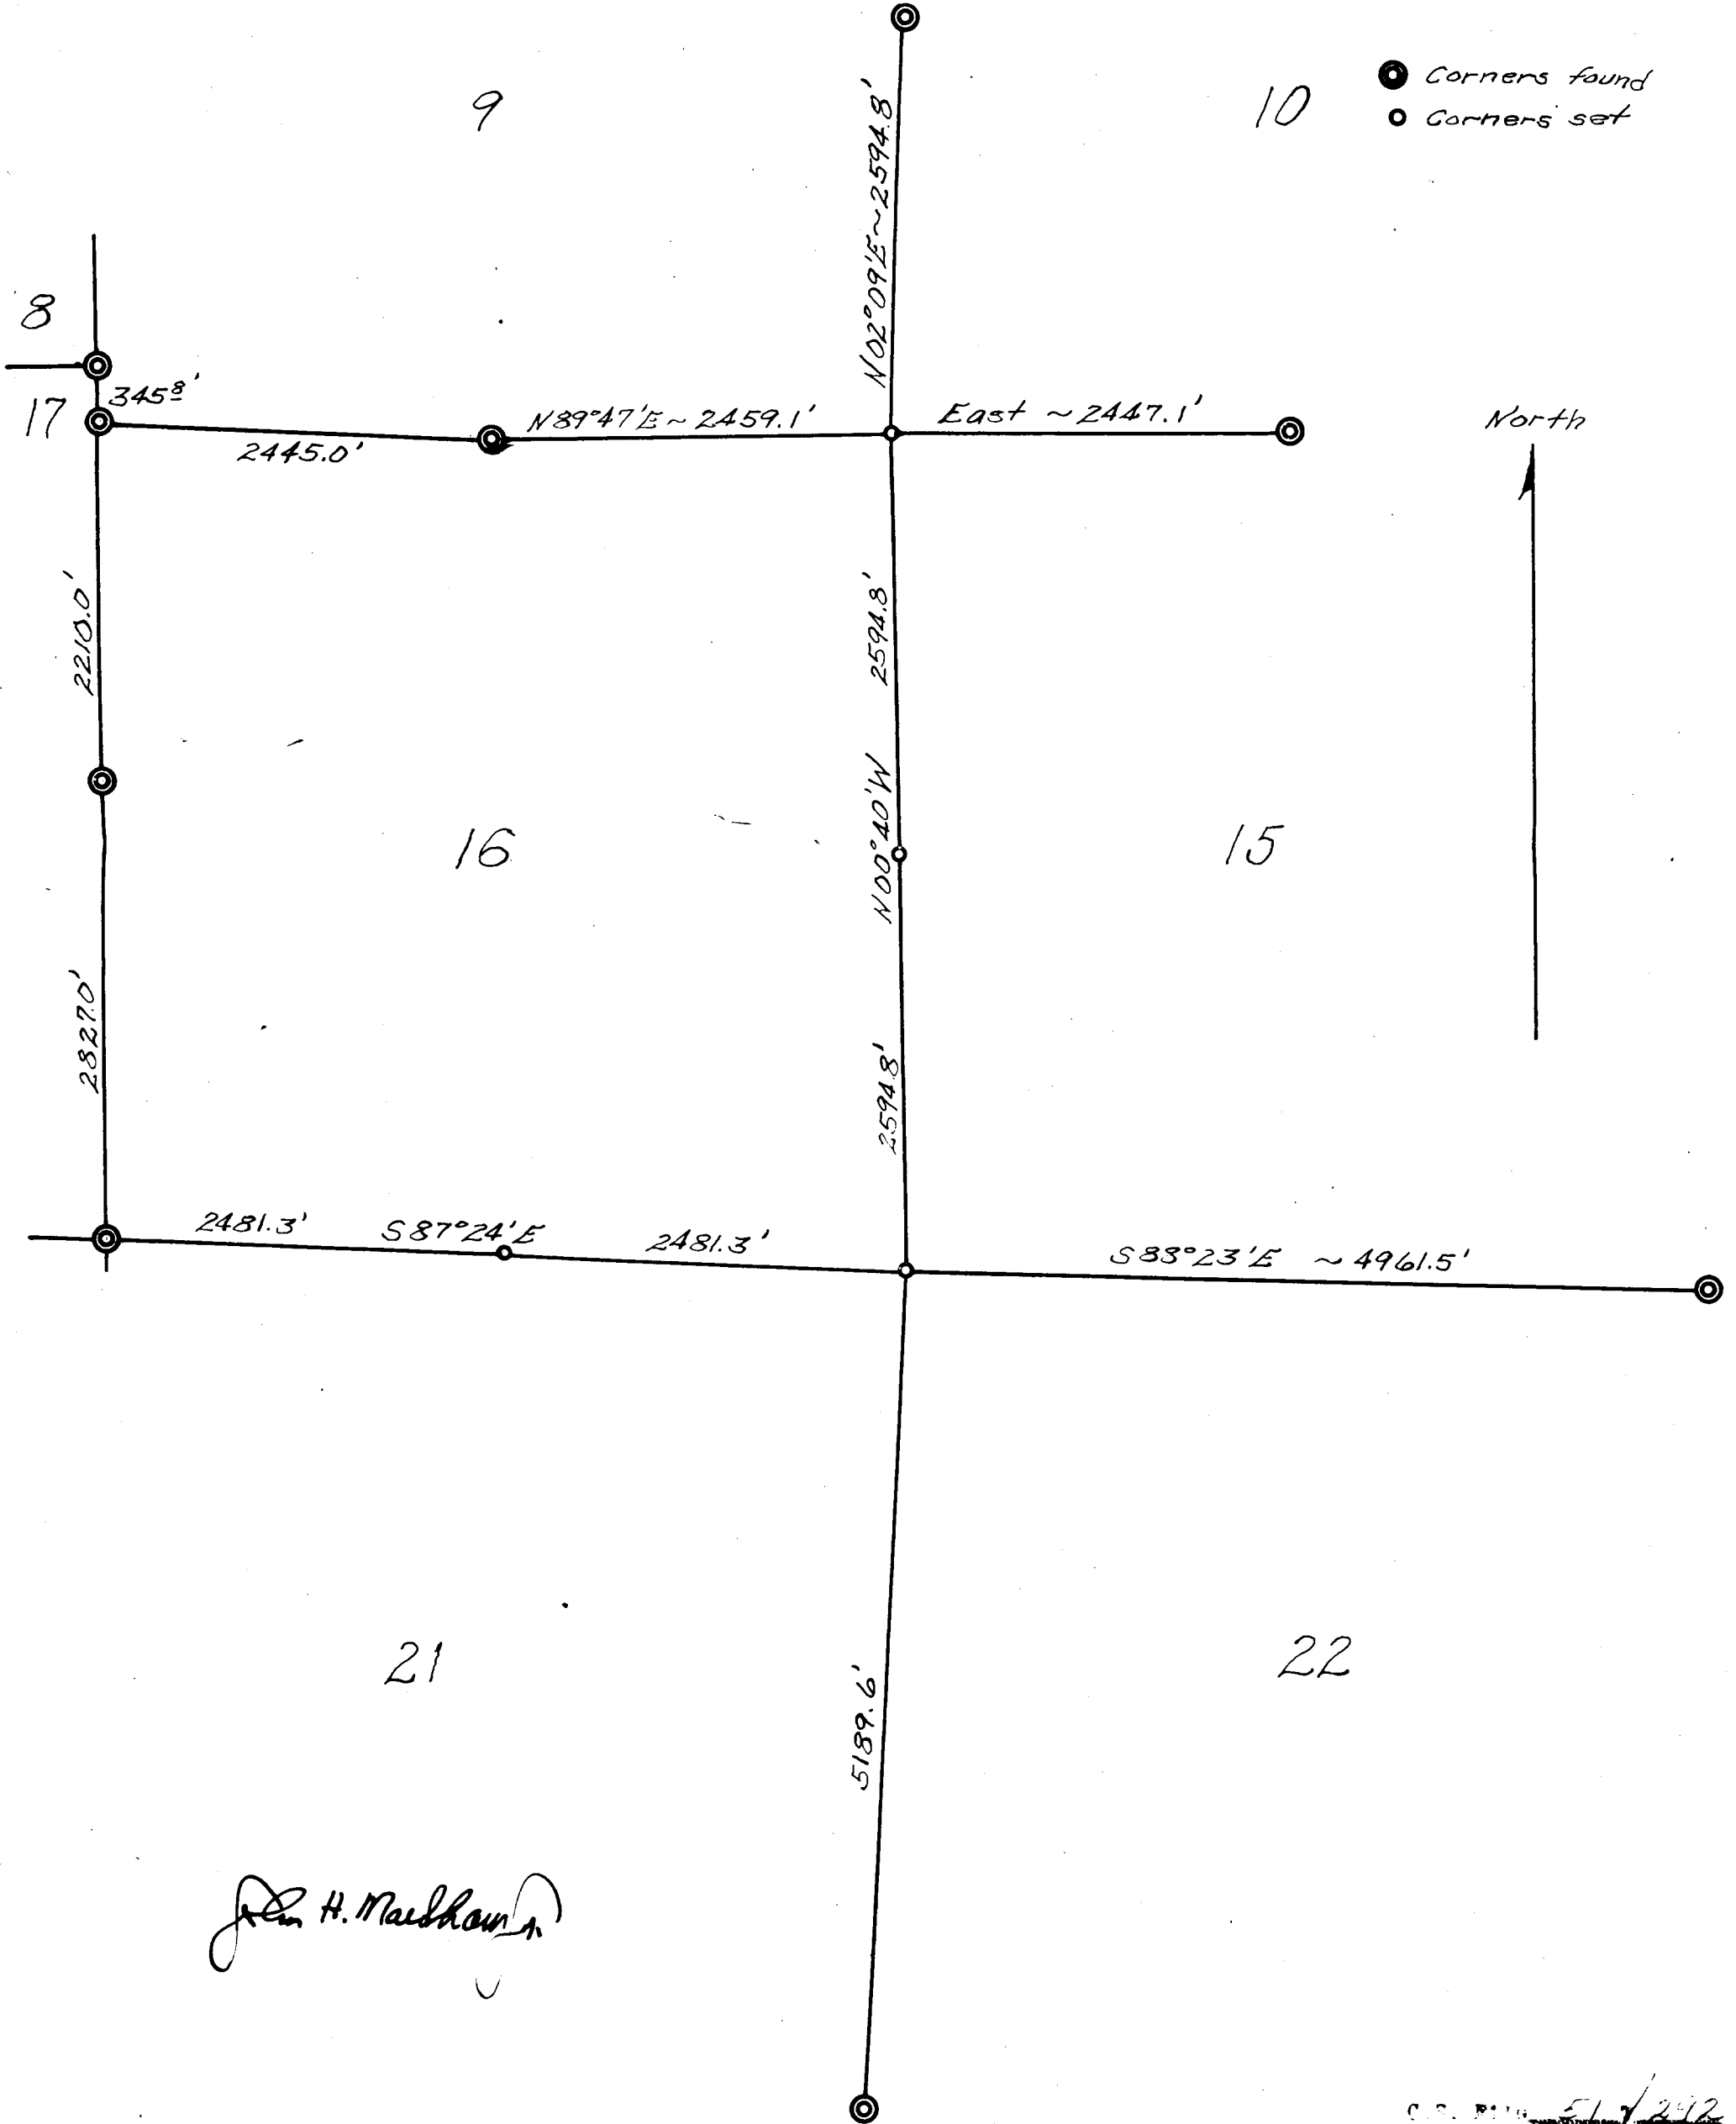 9
10
Corners found
Corners set
N02°09'E ~ 2594.8'
8
17
345.8'
N89°47'E ~ 2459.1'
East ~ 2447.1'
North
2445.0'
2210.0'
2594.8'
N00°40'W
16
15
2827.0'
2594.8'
2481.3'
S87°24'E
2481.3'
S88°23'E ~ 4961.5'
21
22
5189.6'
John H.